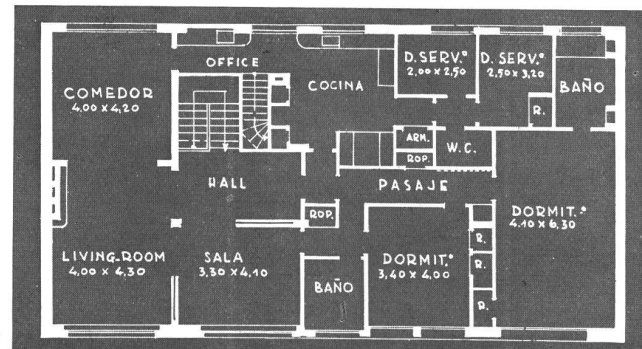 D. SERV.º
2,00 X 2,50
D. SERV.º
2,50 X 3,20
OFFICE
COCINA
BAÑO
COMEDOR
4,00 X 4,20
R.
ARM.
W.C.
ROP.
HALL
PASAJE
ROP.
DORMIT.º
4.10 X 6,30
R.
LIVING-ROOM
4,00 X 4,30
SALA
3,30 X 4,10
DORMIT.º
3,40 X 4,00
R.
BAÑO
R.